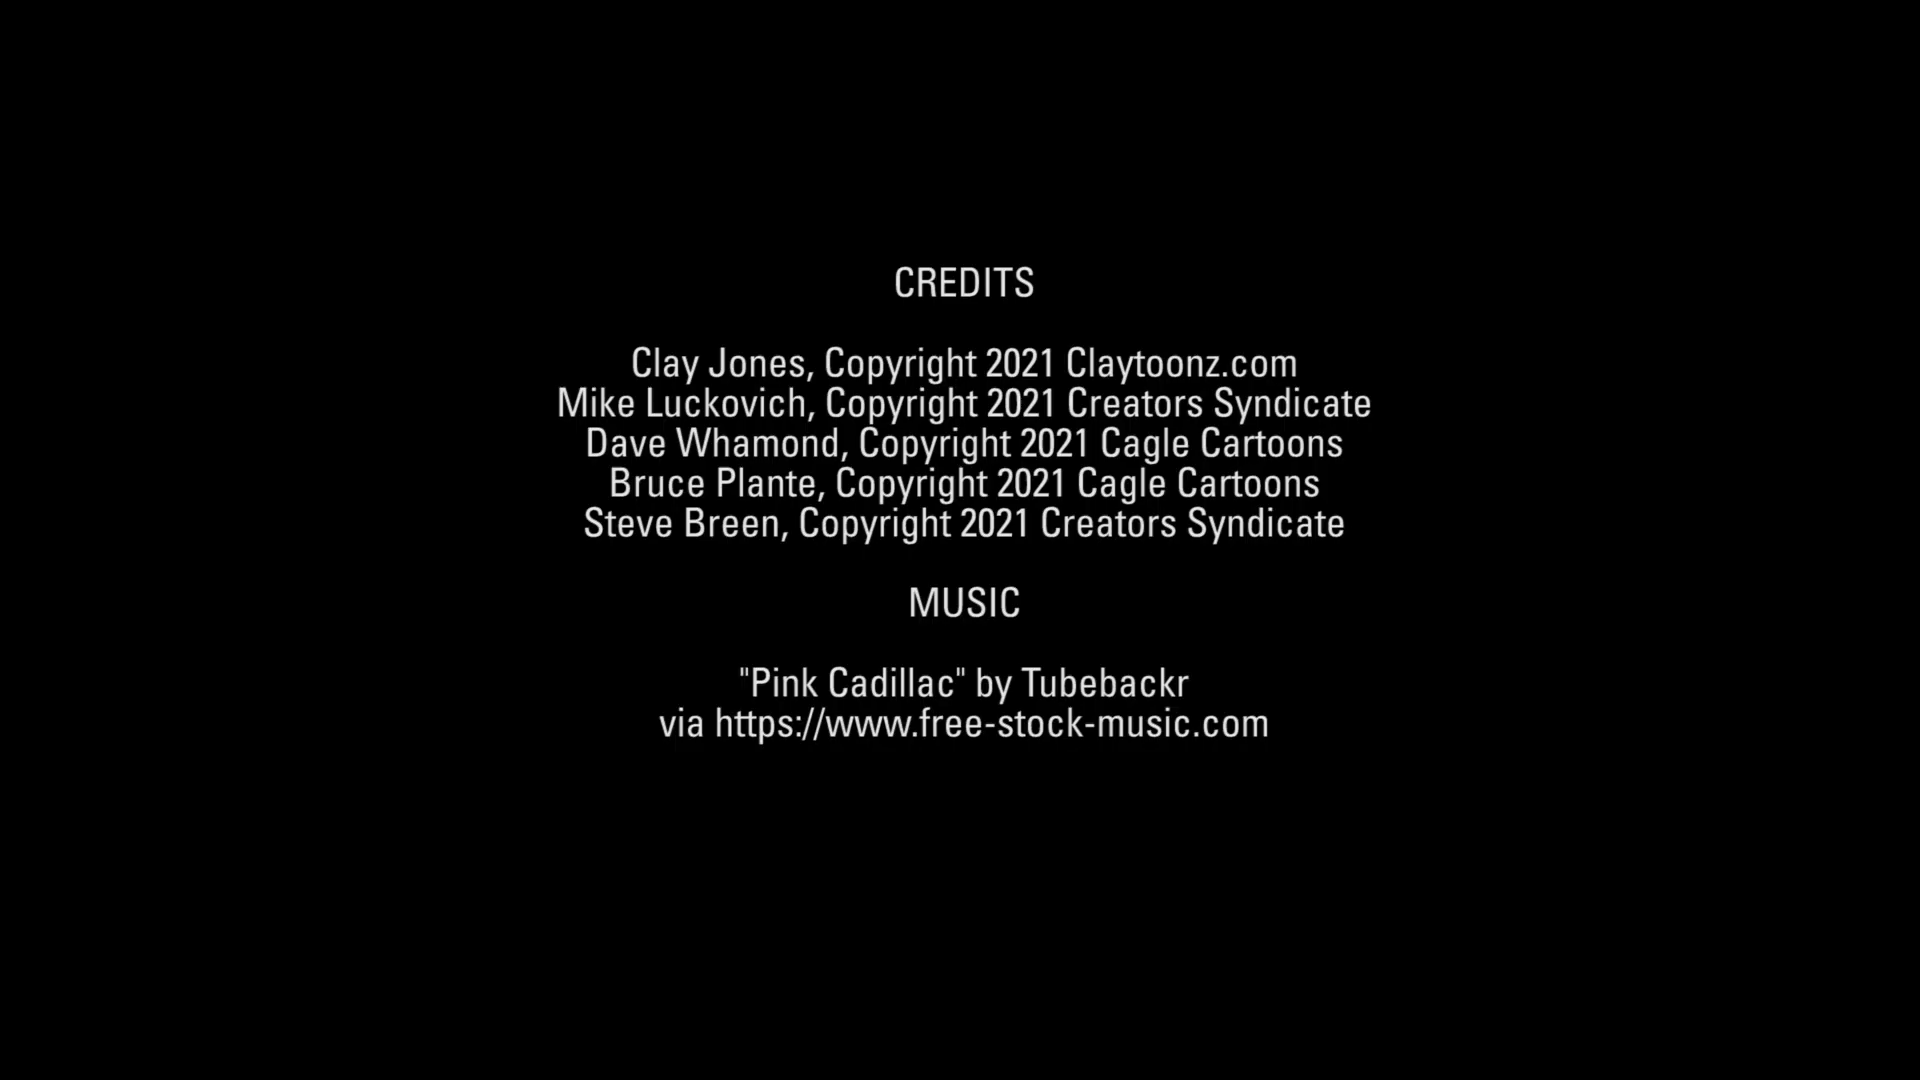 CREDITS
Clay Jones, Copyright 2021 Claytoonz.com
Mike Luckovich, Copyright 2021 Creators Syndicate
Dave Whamond, Copyright 2021 Cagle Cartoons
Bruce Plante, Copyright 2021 Cagle Cartoons
Steve Breen, Copyright 2021 Creators Syndicate
MUSIC
"Pink Cadillac" by Tubebackr
via https://www.free-stock-music.com